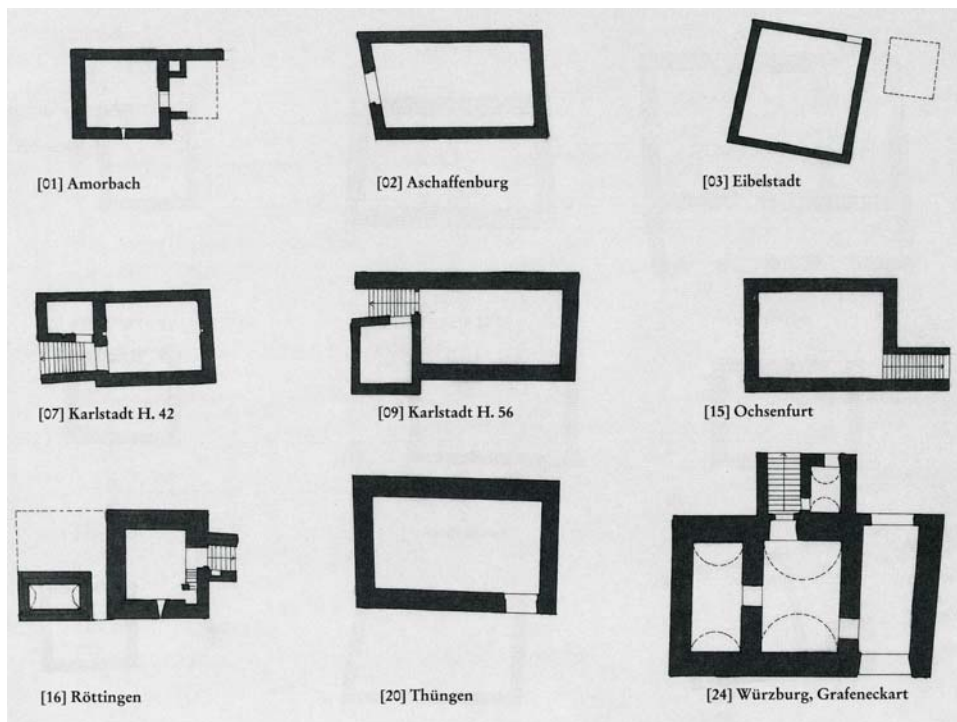 [01] Amorbach
[02] Aschaffenburg
[03] Eibelstadt
[07] Karlstadt H. 42
[09] Karlstadt H. 56
[15] Ochsenfurt
[16] Röttingen
[20] Thüngen
[24] Würzburg, Grafeneckart